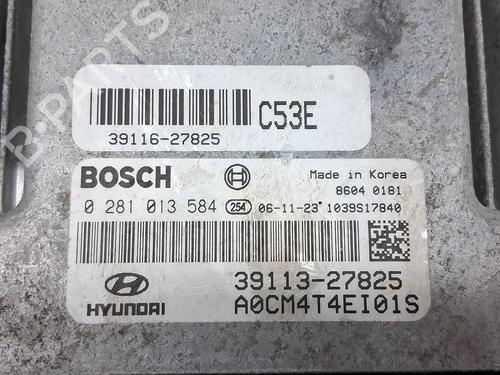 B-PARTS
C53E
39116-27825
BOSCH
Made in Korea
8604 0181
0 281 013 584 254 06-11-23* 1039S17840
HYUNDAI
39113-27825
A0CM4T4EI01S